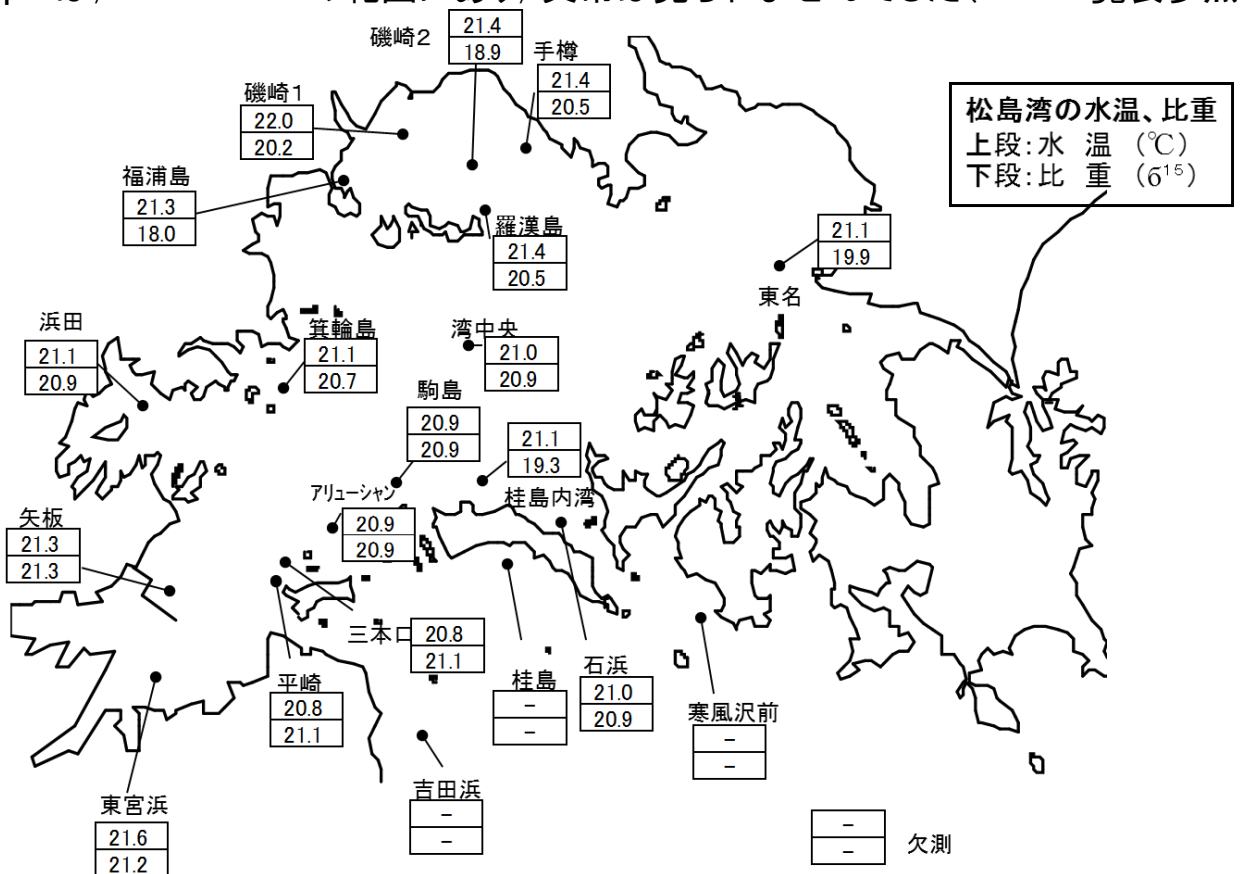 磯崎2
21.4
18.9
手樽
21.4
20.5
磯崎1
22.0
20.2
松島湾の水温、比重
上段:水 温 (℃)
下段:比 重 (б¹⁵)
福浦島
21.3
18.0
羅漢島
21.4
20.5
21.1
19.9
東名
浜田
21.1
20.9
箕輪島
21.1
20.7
湾中央
21.0
20.9
駒島
20.9
20.9
21.1
19.3
桂島内湾
アリューシャン
20.9
20.9
矢板
21.3
21.3
三本口
20.8
21.1
平崎
20.8
21.1
桂島
-
-
石浜
21.0
20.9
寒風沢前
-
-
吉田浜
-
-
東宮浜
21.6
21.2
-
-
欠測